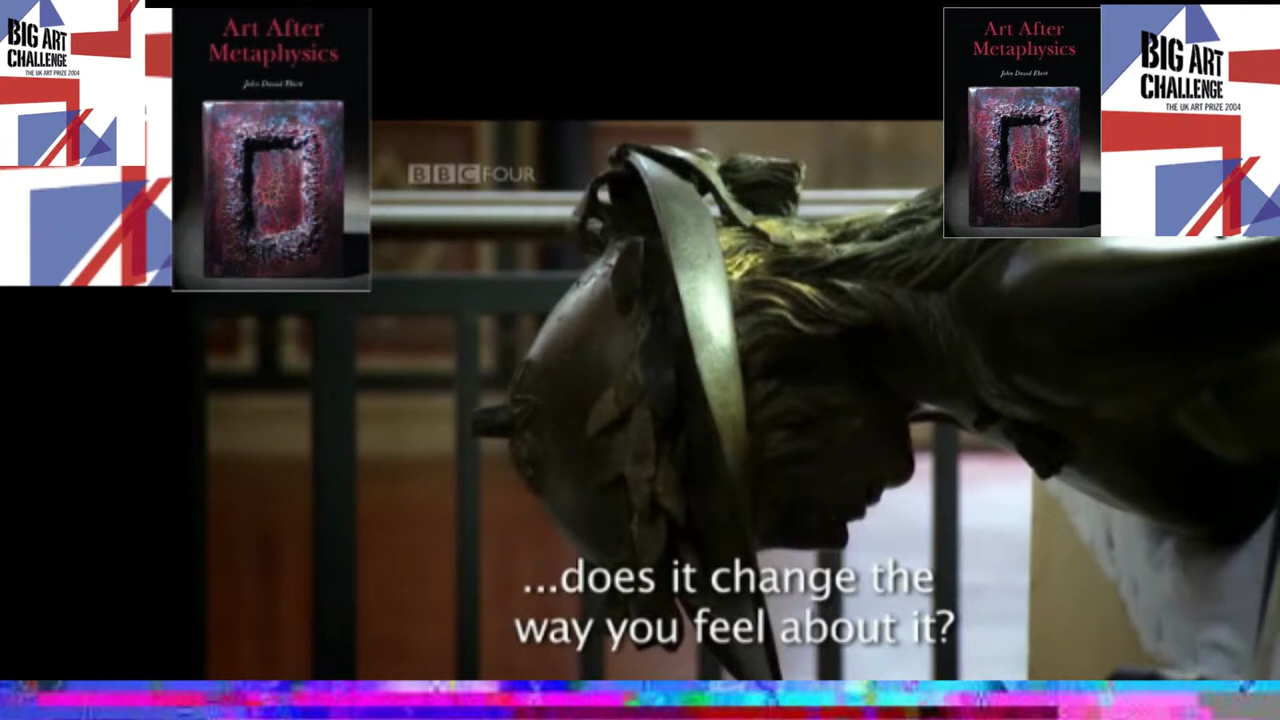 BIG ART
CHALLENGE
THE UK ART PRIZE 2004
Art After
Metaphysics
John David Ebert
BBC FOUR
Art After
Metaphysics
John David Ebert
BIG ART
CHALLENGE
THE UK ART PRIZE 2004
...does it change the
way you feel about it?